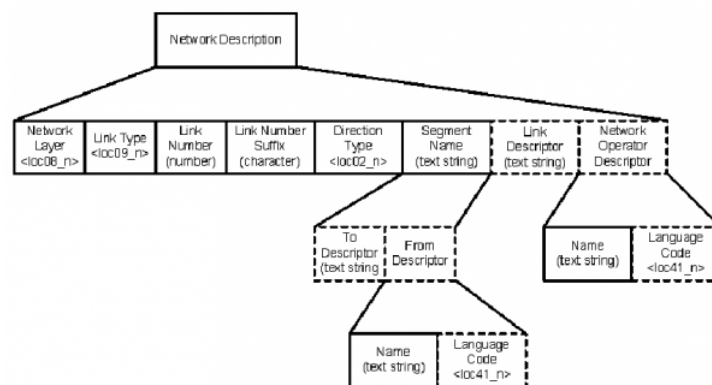 Network Description
Network
Layer
<loc08_n>
Link Type
<loc09_n>
Link
Number
(number)
Link Number
Suffix
(character)
Direction
Type
<loc02_n>
Segment
Name
(text string)
Link
Descriptor
(text string)
Network
Operator
Descriptor
To
Descriptor
(text string
From
Descriptor
Name
(text string)
Language
Code
<loc41_n>
Name
(text string)
Language
Code
<loc41_n>